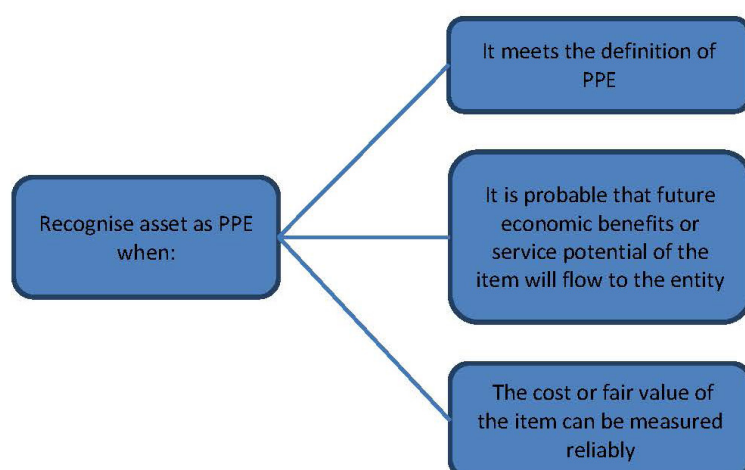 Recognise asset as PPE
when:
It meets the definition of
PPE
It is probable that future
economic benefits or
service potential of the
item will flow to the entity
The cost or fair value of
the item can be measured
reliably